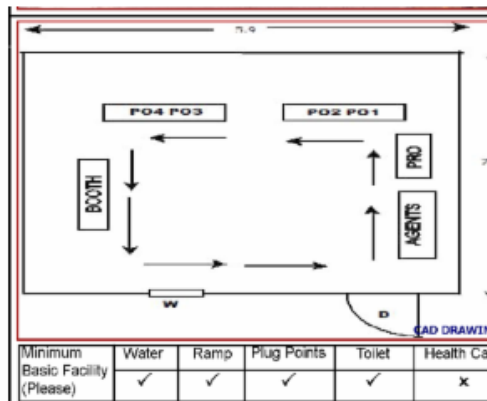 PO4 PO3
PO2 PO1
BOOTH
PRO
AGENTS
W
D
CAD DRAWIN
Minimum Basic Facility (Please)
Water
Ramp
Plug Points
Toilet
Health Ca
✓ ✓ ✓ ✓ x